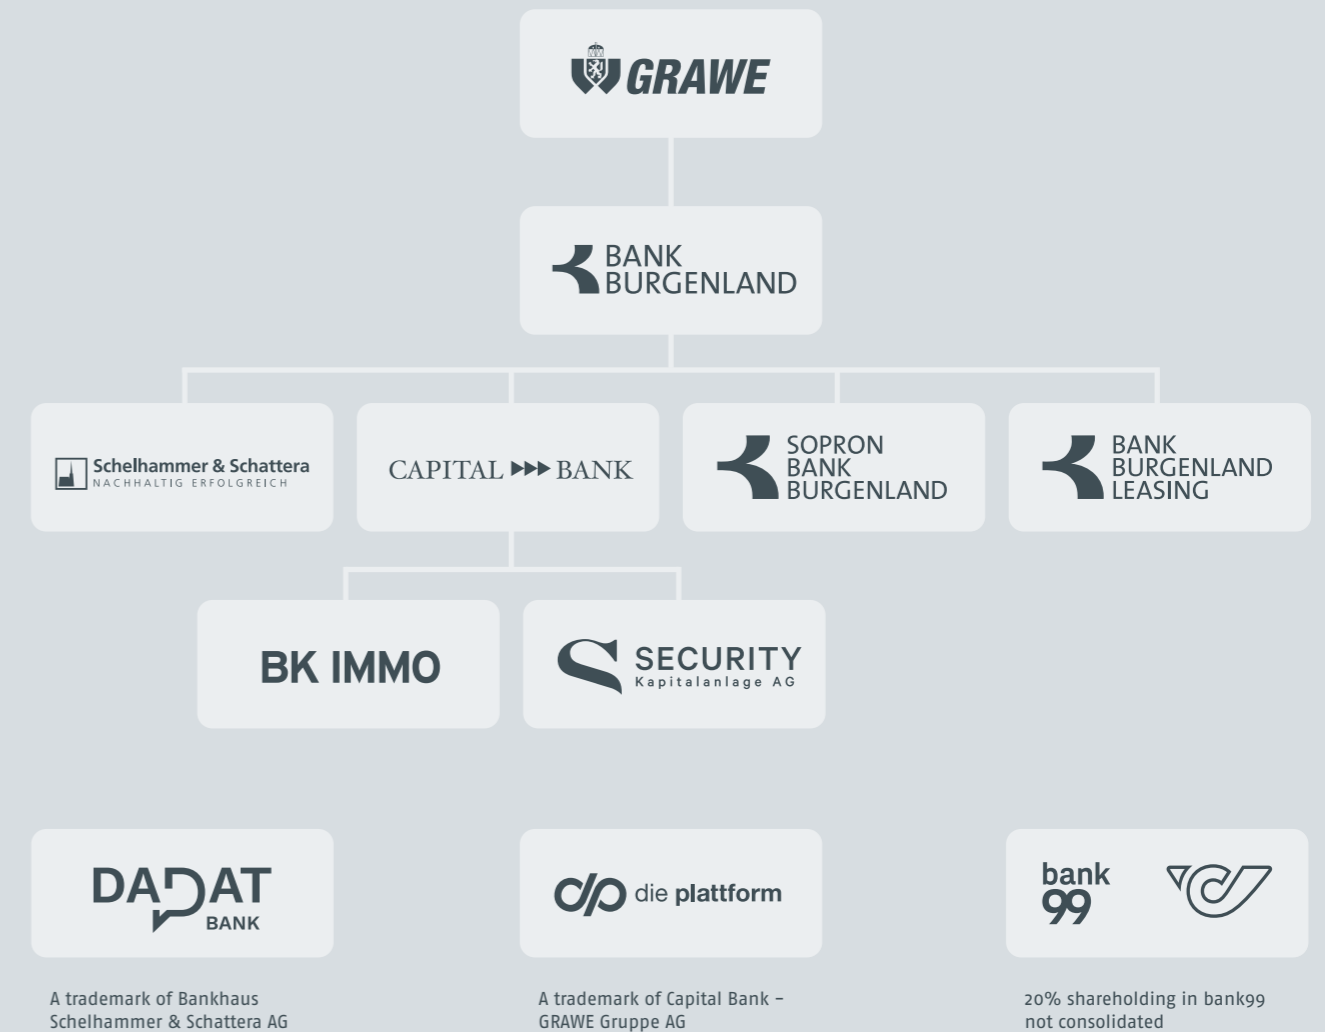 GRAWE
BANK
BURGENLAND
Schelhammer & Schattera
NACHHALTIG ERFOLGREICH
CAPITAL BANK
SOPRON
BANK
BURGENLAND
BANK
BURGENLAND
LEASING
BK IMMO
SECURITY
Kapitalanlage AG
DADAT
BANK
dp die plattform
bank
99
A trademark of Bankhaus
Schelhammer & Schattera AG
A trademark of Capital Bank –
GRAWE Gruppe AG
20% shareholding in bank99
not consolidated